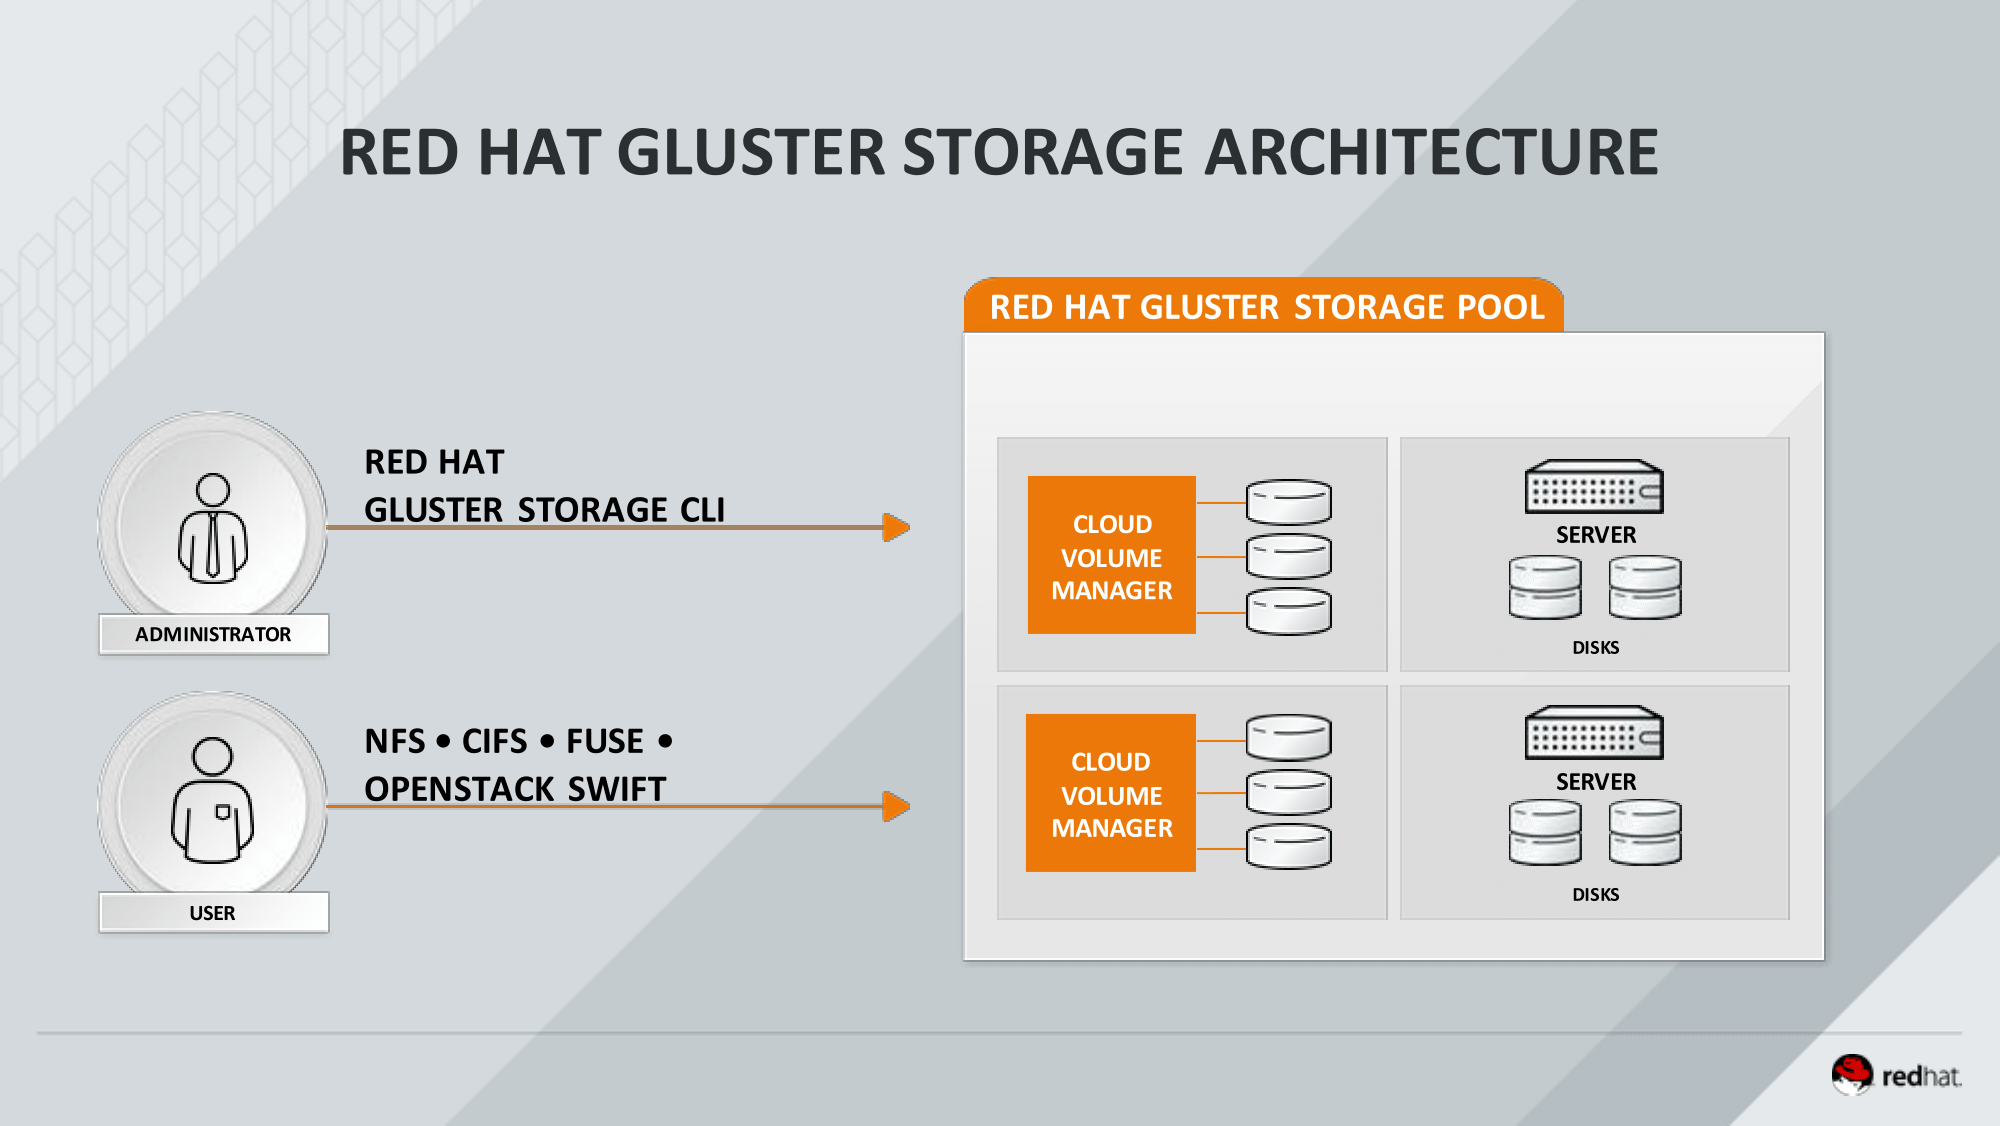 RED HAT GLUSTER STORAGE ARCHITECTURE
RED HAT GLUSTER STORAGE POOL
RED HAT
GLUSTER STORAGE CLI
ADMINISTRATOR
NFS • CIFS • FUSE •
OPENSTACK SWIFT
USER
CLOUD
VOLUME
MANAGER
SERVER
DISKS
CLOUD
VOLUME
MANAGER
SERVER
DISKS
redhat.